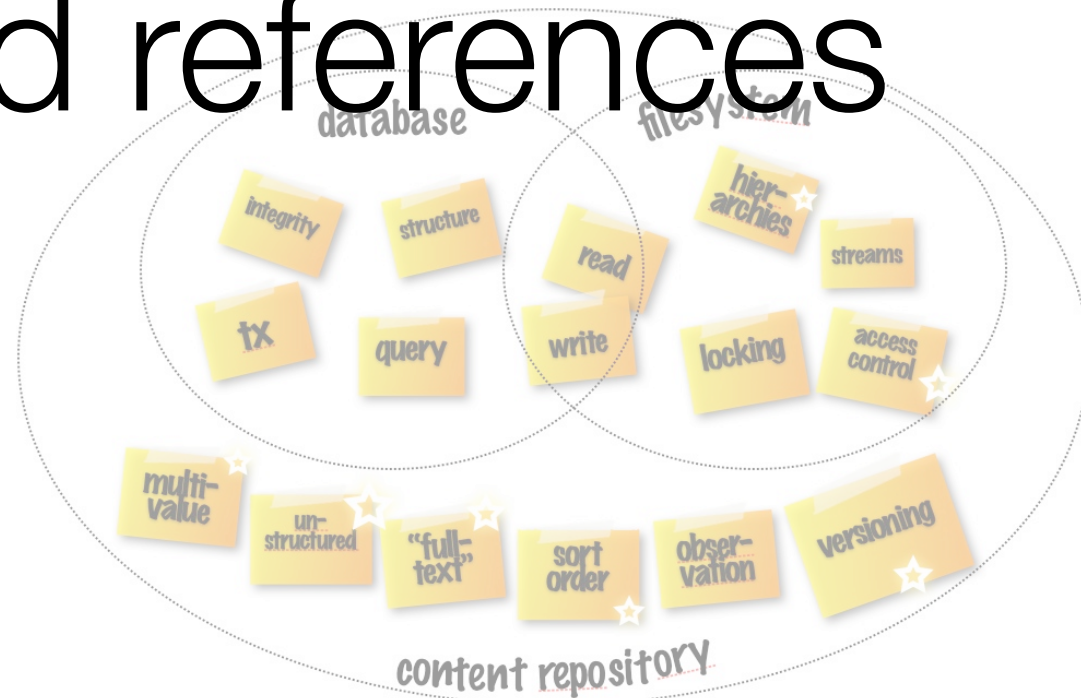 d references
database
filesystem
integrity
structure
read
hier-
archies
streams
tx
query
write
locking
access
control
multi-
value
un-
structured
“full-
text”
sort
order
obser-
vation
versioning
content repository